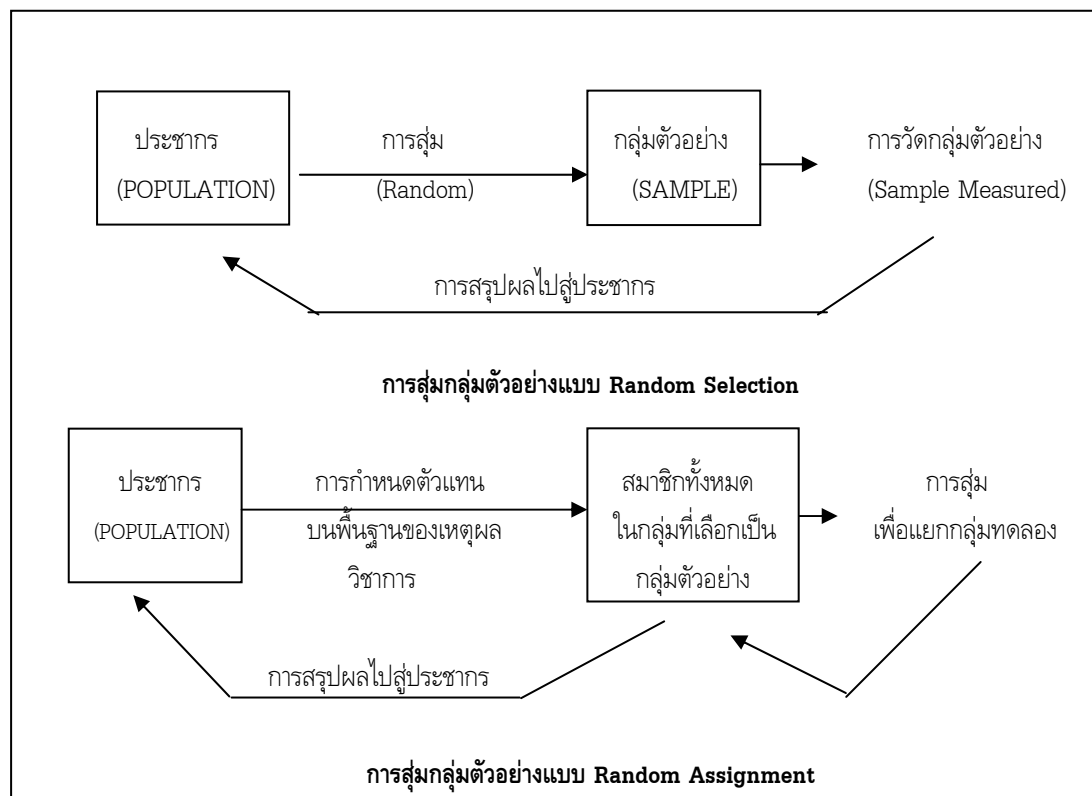 ประชากร
(POPULATION)
การสุ่ม
(Random)
กลุ่มตัวอย่าง
(SAMPLE)
การวัดกลุ่มตัวอย่าง
(Sample Measured)
การสรุปผลไปสู่ประชากร
การสุ่มกลุ่มตัวอย่างแบบ Random Selection
ประชากร
(POPULATION)
การกำหนดตัวแทน
บนพื้นฐานของเหตุผล
วิชาการ
สมาชิกทั้งหมด
ในกลุ่มที่เลือกเป็น
กลุ่มตัวอย่าง
การสุ่ม
เพื่อแยกกลุ่มทดลอง
การสรุปผลไปสู่ประชากร
การสุ่มกลุ่มตัวอย่างแบบ Random Assignment